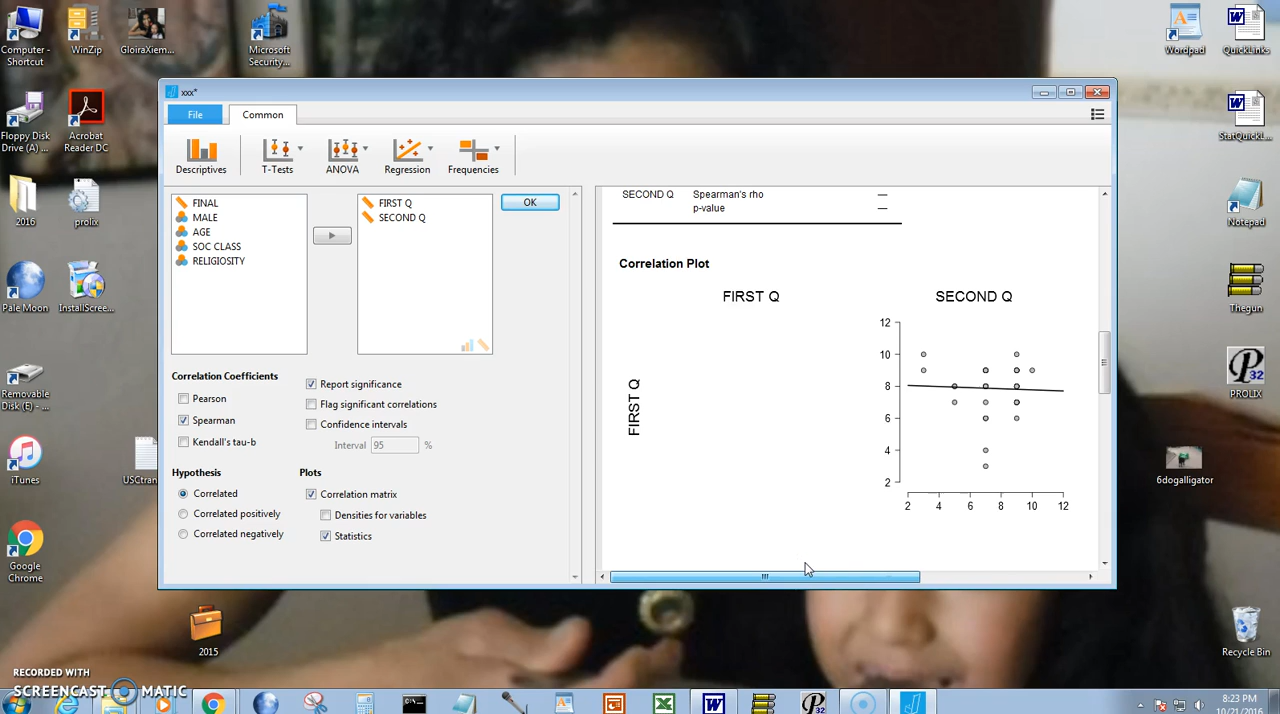 Computer -
Shortcut
WinZip
GloiraXiem...
Microsoft
Security...
Wordpad
QuickLinks
Floppy Disk
Drive (A) ...
Acrobat
Reader DC
StatQuickL...
2016
prolix
Notepad
Pale Moon
InstallScree...
Thegun
Removable
Disk (E) - ...
PROLIX
iTunes
USCtran
6dogalligator
Google
Chrome
2015
Recycle Bin
xxx*
File
Common
Descriptives
T-Tests
ANOVA
Regression
Frequencies
FINAL
MALE
AGE
SOC CLASS
RELIGIOSITY
FIRST Q
SECOND Q
OK
Correlation Coefficients
Pearson
Spearman
Kendall's tau-b
Report significance
Flag significant correlations
Confidence intervals
Interval 95 %
Hypothesis
Correlated
Correlated positively
Correlated negatively
Plots
Correlation matrix
Densities for variables
Statistics
SECOND Q Spearman's rho —
p-value —
Correlation Plot
FIRST Q
SECOND Q
FIRST Q
12
10
8
6
4
2
2 4 6 8 10 12
RECORDED WITH
SCREENCAST MATIC
8:23 PM
10/21/2016